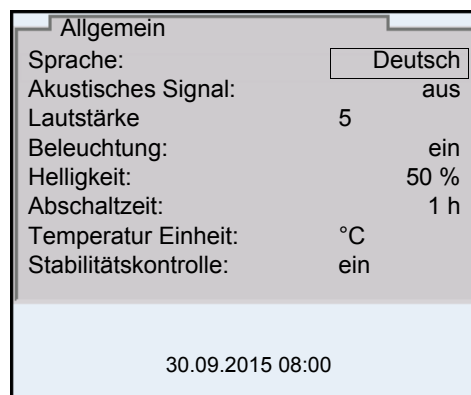 Allgemein
Sprache: Deutsch
Akustisches Signal: aus
Lautstärke 5
Beleuchtung: ein
Helligkeit: 50 %
Abschaltzeit: 1 h
Temperatur Einheit: °C
Stabilitätskontrolle: ein
30.09.2015 08:00